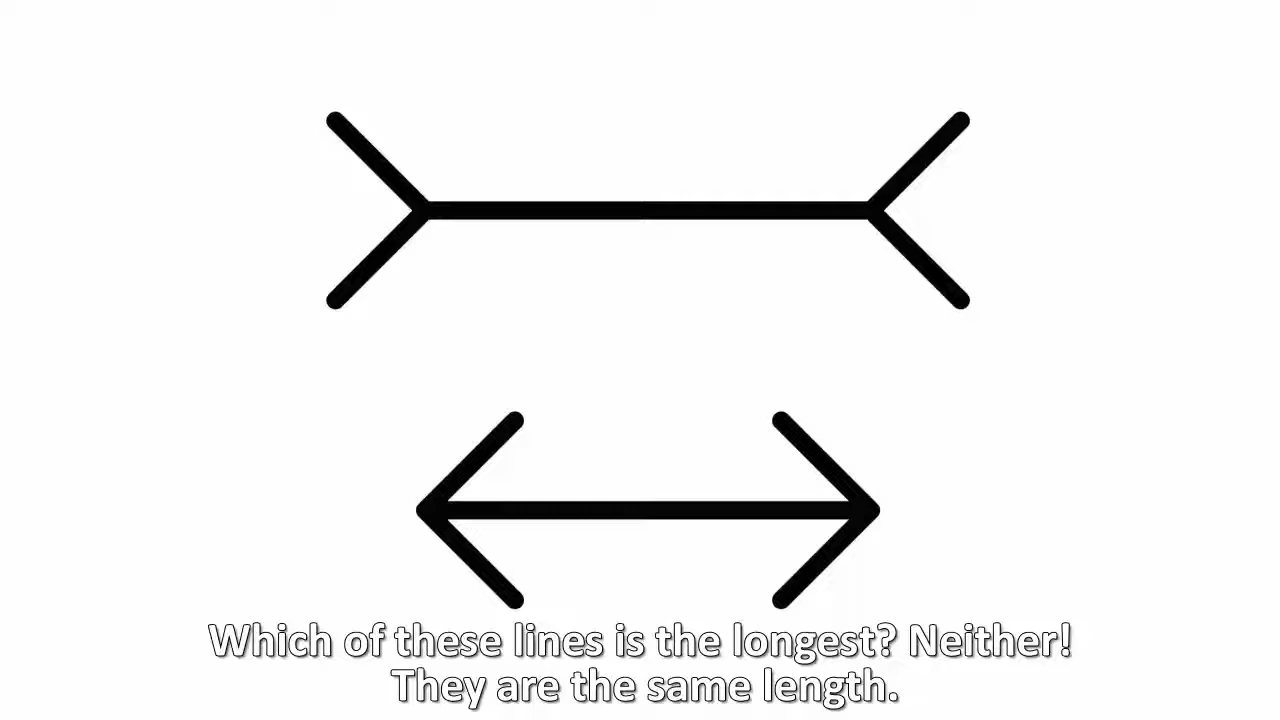 Which of these lines is the longest? Neither!
They are the same length.